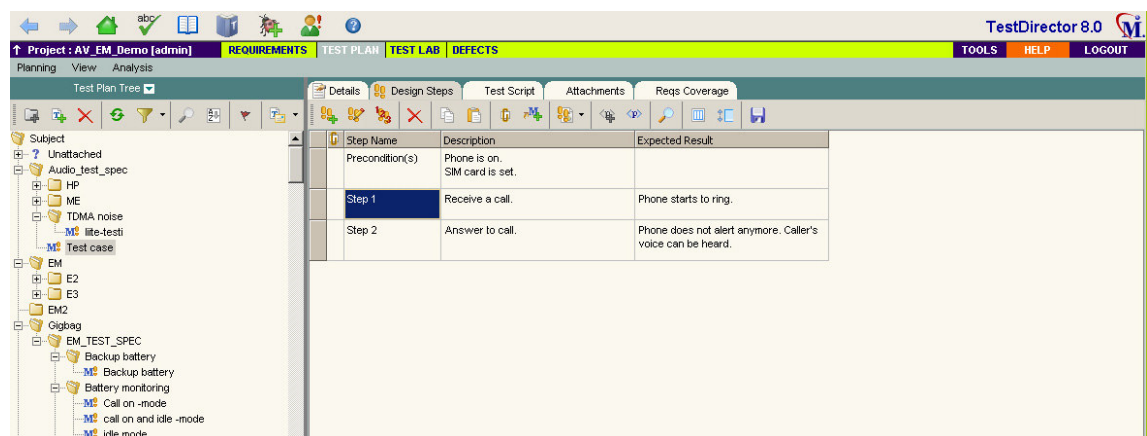 abc
TestDirector 8.0
Project : AV_EM_Demo [admin]
REQUIREMENTS
TEST PLAN
TEST LAB
DEFECTS
TOOLS
HELP
LOGOUT
Planning View Analysis
Test Plan Tree
Details
Design Steps
Test Script
Attachments
Reqs Coverage
Subject
? Unattached
Audio_test_spec
HP
ME
TDMA noise
M lite-testi
M Test case
EM
E2
E3
EM2
Gigbag
EM_TEST_SPEC
Backup battery
M Backup battery
Battery monitoring
M Call on -mode
M call on and idle -mode
M idle mode
Step Name Description Expected Result
Precondition(s) Phone is on.
SIM card is set.
Step 1 Receive a call. Phone starts to ring.
Step 2 Answer to call. Phone does not alert anymore. Caller's
voice can be heard.